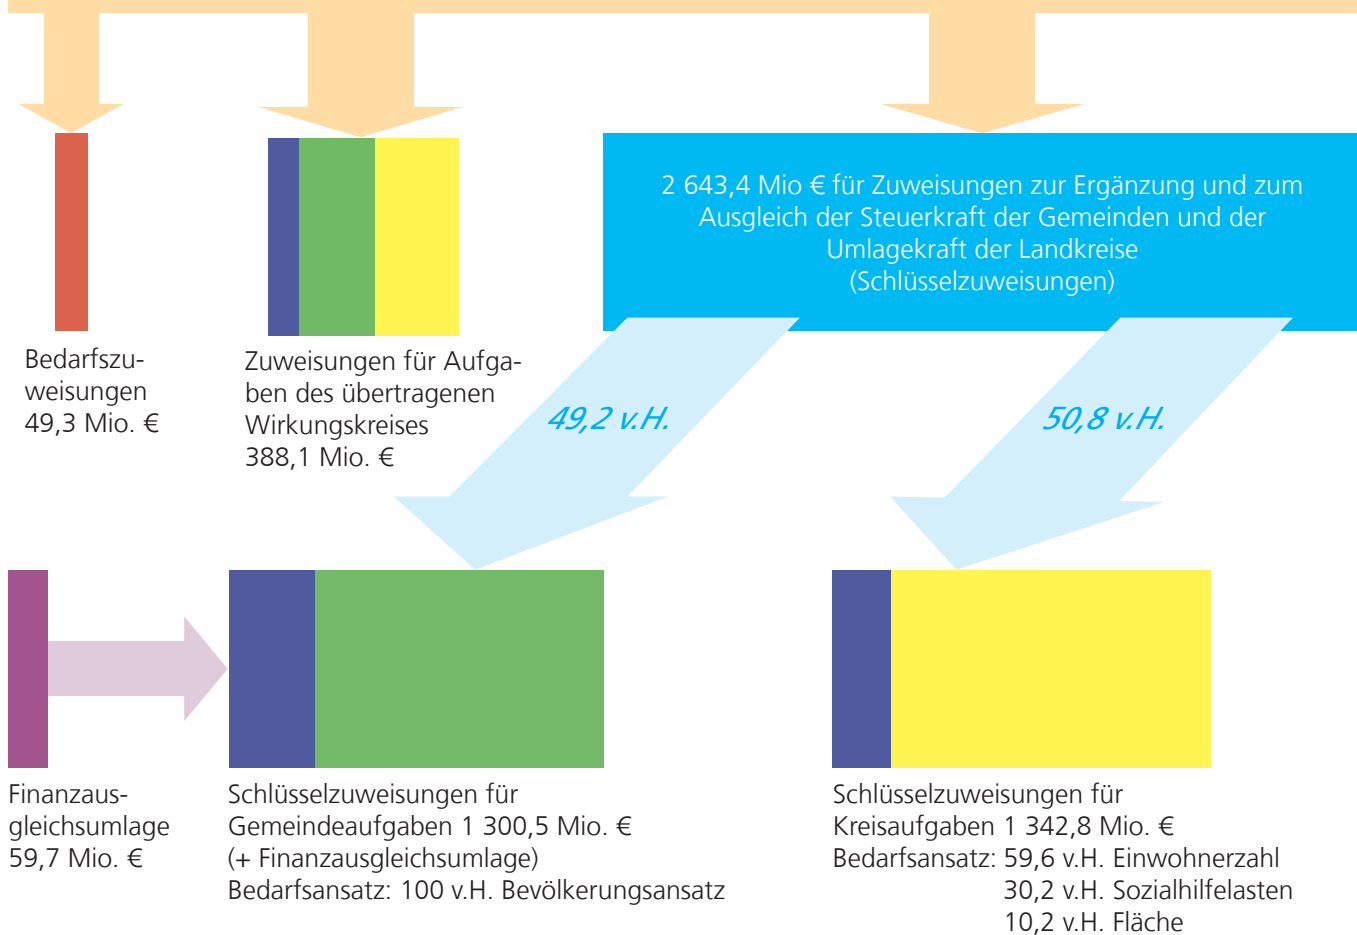 2 643,4 Mio € für Zuweisungen zur Ergänzung und zum
Ausgleich der Steuerkraft der Gemeinden und der
Umlagekraft der Landkreise
(Schlüsselzuweisungen)
Bedarfszu-
weisungen
49,3 Mio. €
Zuweisungen für Aufga-
ben des übertragenen
Wirkungskreises
388,1 Mio. €
49,2 v.H.
50,8 v.H.
Finanzaus-
gleichsumlage
59,7 Mio. €
Schlüsselzuweisungen für
Gemeindeaufgaben 1 300,5 Mio. €
(+ Finanzausgleichsumlage)
Bedarfsansatz: 100 v.H. Bevölkerungsansatz
Schlüsselzuweisungen für
Kreisaufgaben 1 342,8 Mio. €
Bedarfsansatz: 59,6 v.H. Einwohnerzahl
30,2 v.H. Sozialhilfelasten
10,2 v.H. Fläche